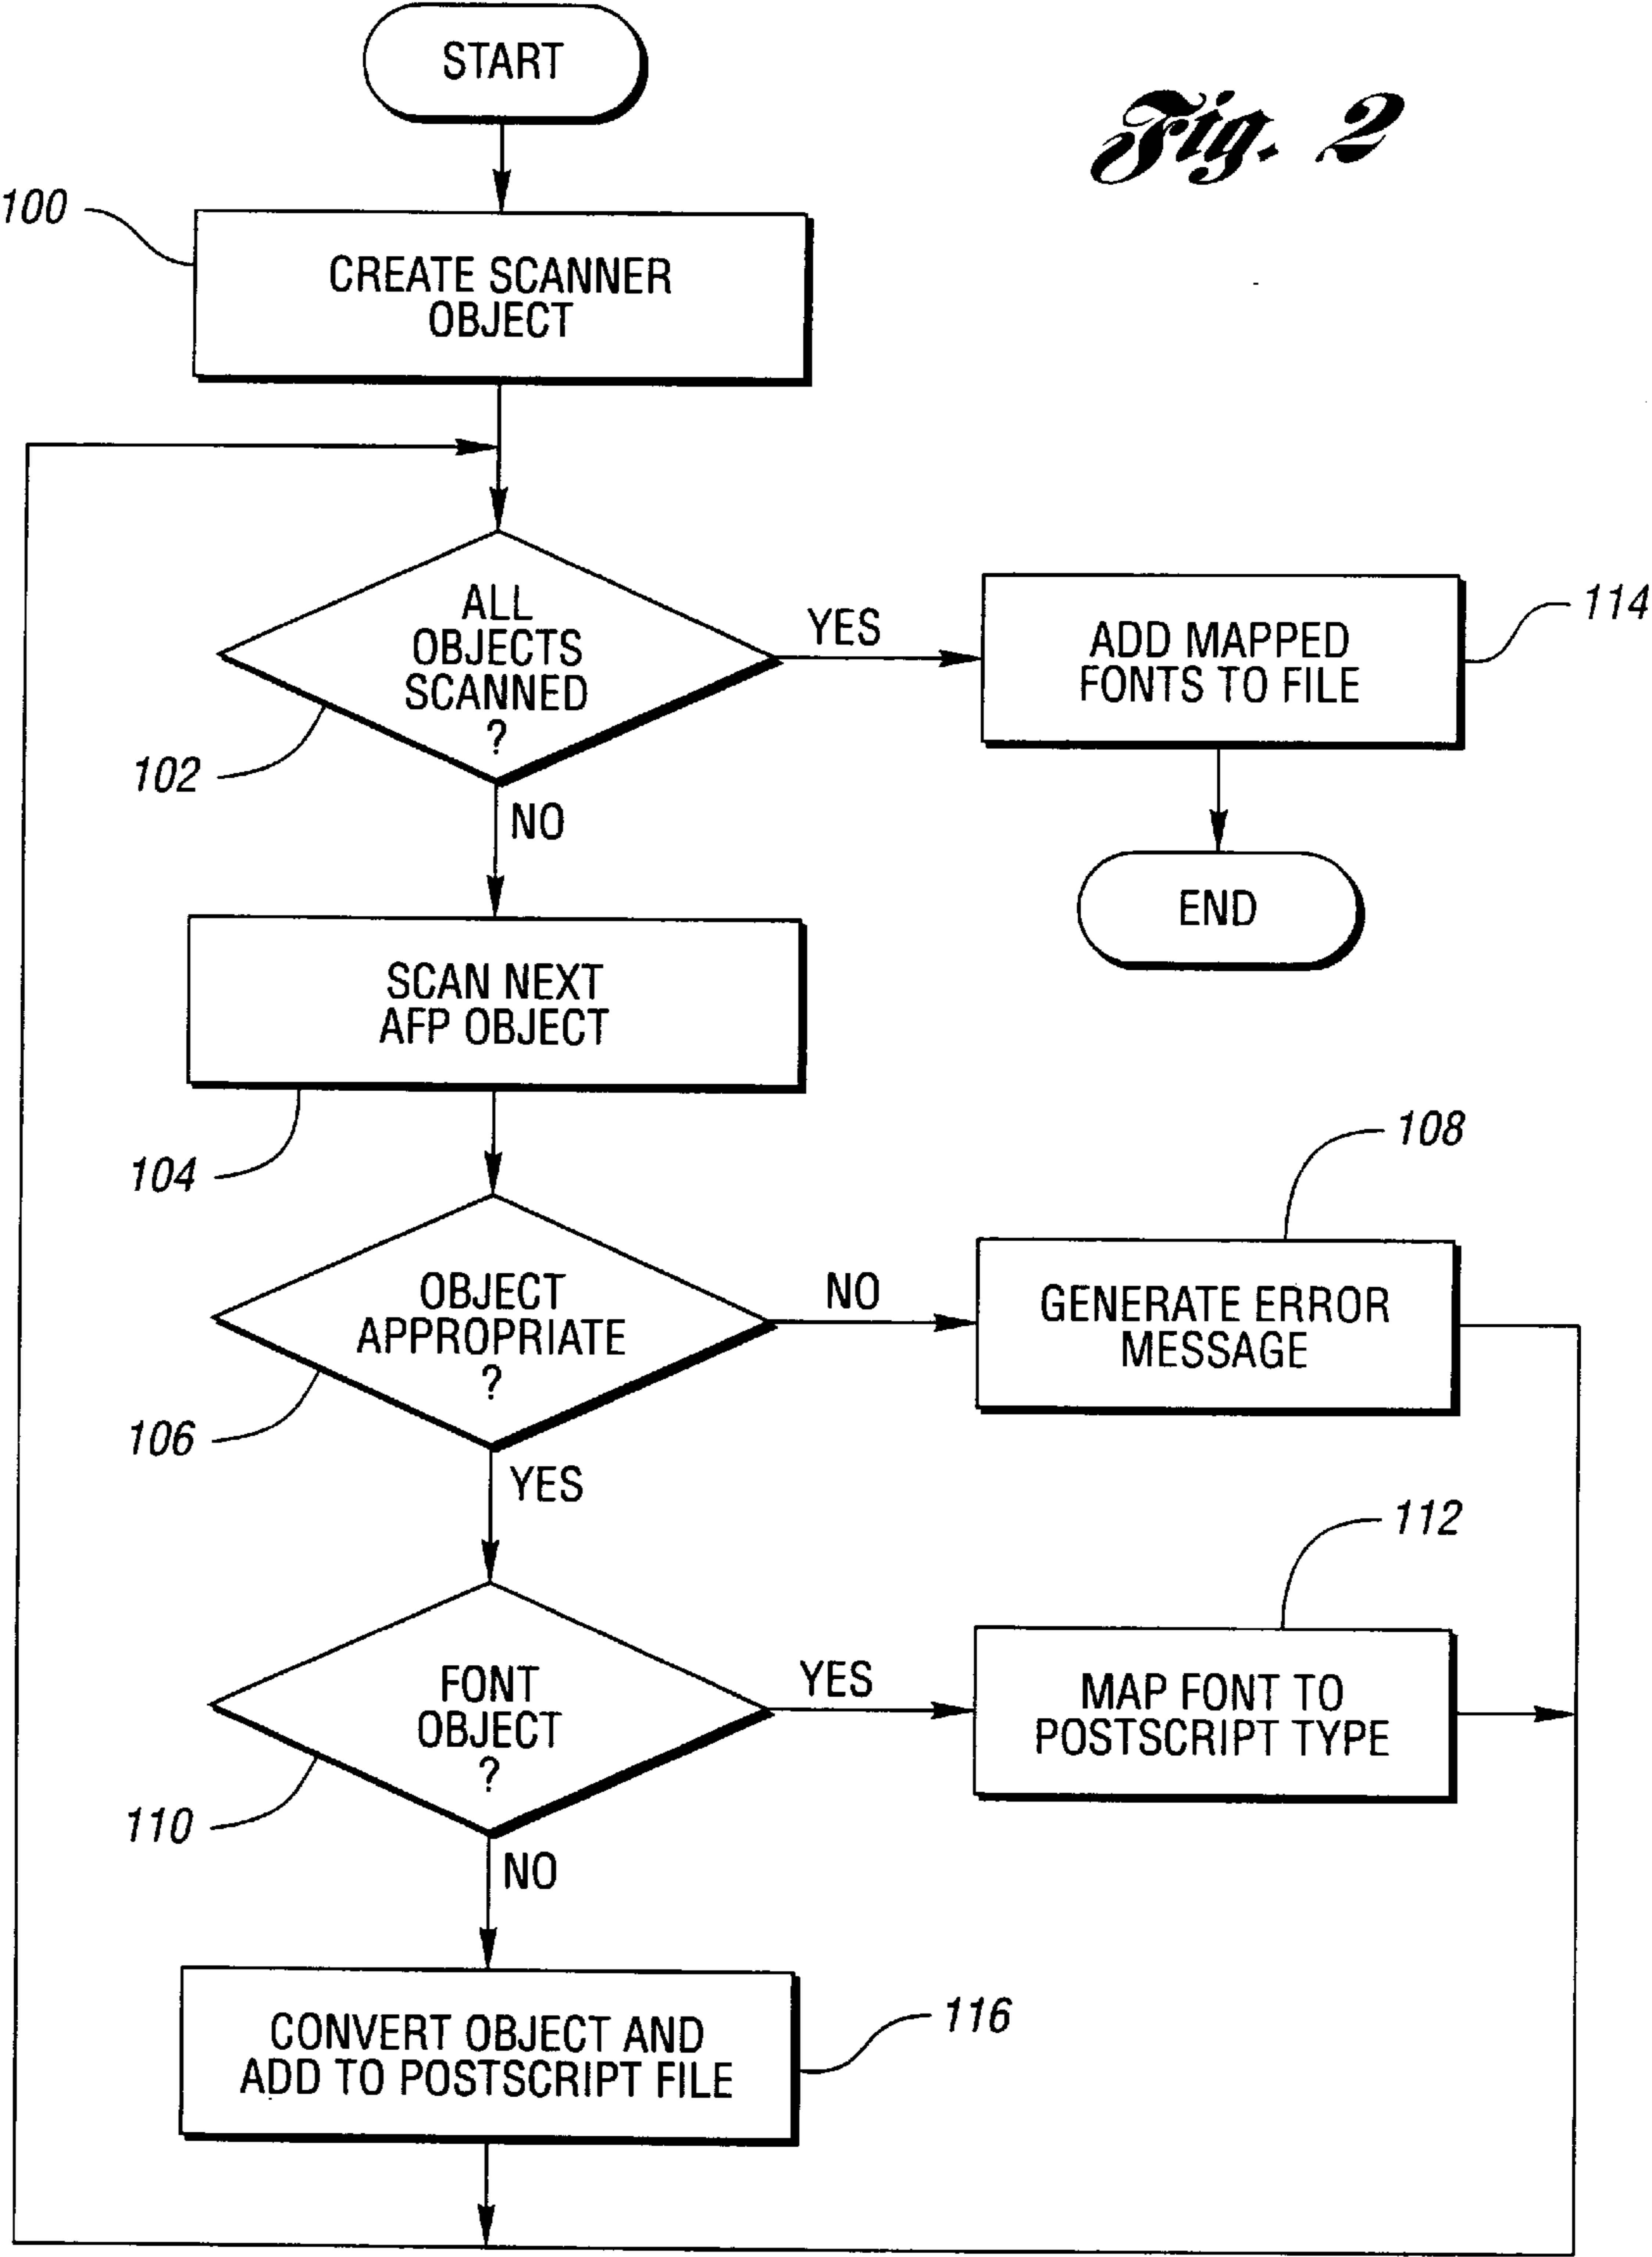 START
Fig. 2
100
CREATE SCANNER
OBJECT
ALL
OBJECTS
SCANNED
?
YES
ADD MAPPED
FONTS TO FILE
114
102
NO
END
SCAN NEXT
AFP OBJECT
104
108
OBJECT
APPROPRIATE
?
NO
GENERATE ERROR
MESSAGE
106
YES
112
FONT
OBJECT
?
YES
MAP FONT TO
POSTSCRIPT TYPE
110
NO
CONVERT OBJECT AND
ADD TO POSTSCRIPT FILE
116